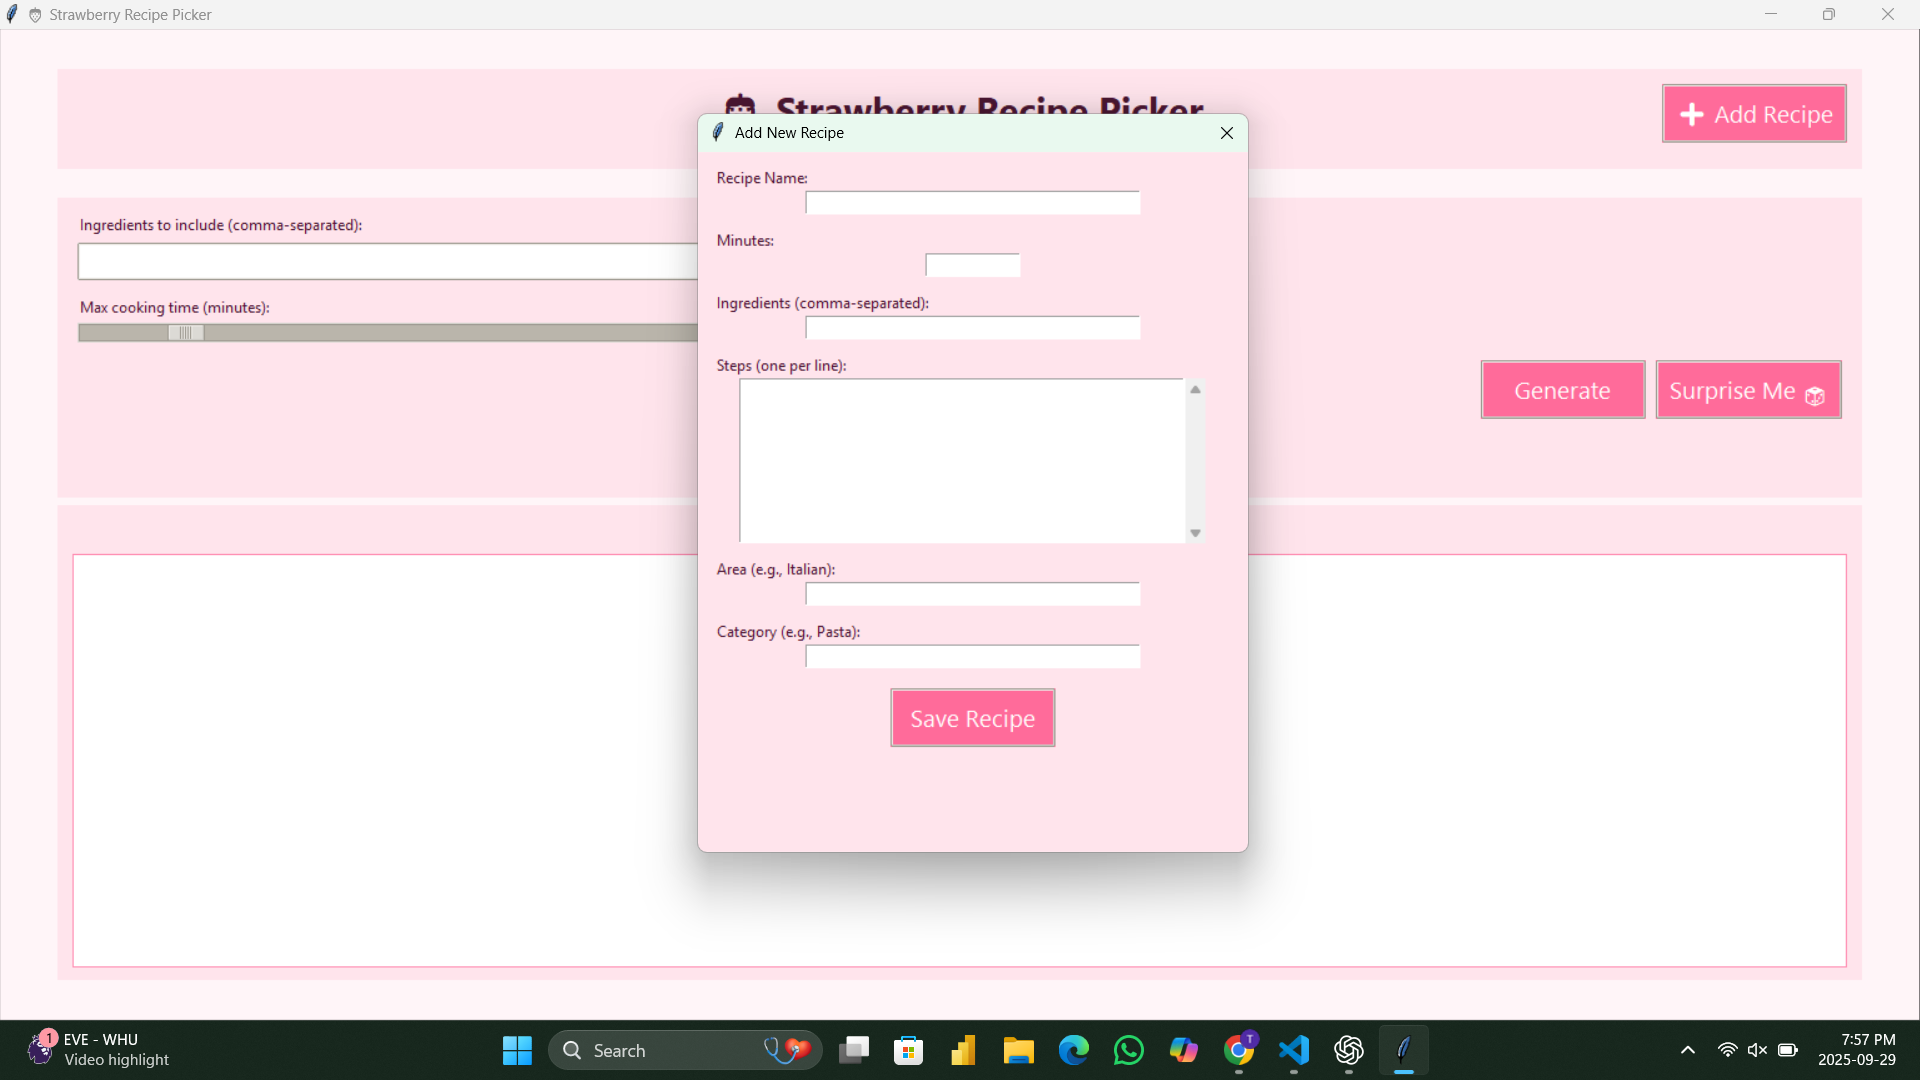 Strawberry Recipe Picker
Strawberry Recipe Picker
Add Recipe
Add New Recipe
Recipe Name:
Minutes:
Ingredients (comma-separated):
Steps (one per line):
Area (e.g., Italian):
Category (e.g., Pasta):
Save Recipe
Ingredients to include (comma-separated):
Max cooking time (minutes):
Generate
Surprise Me
1
EVE - WHU
Video highlight
Search
T
7:57 PM
2025-09-29